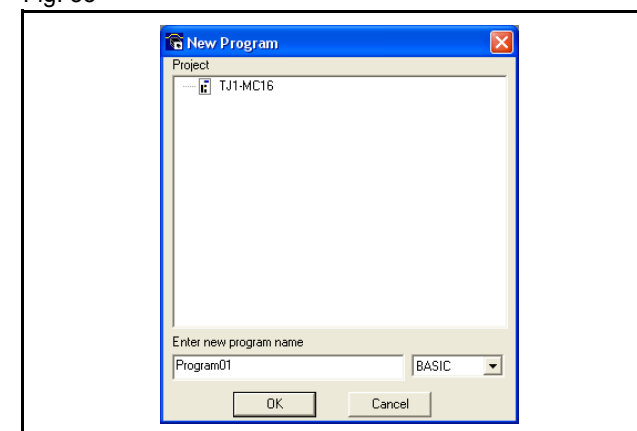 New Program
Project
TJ1-MC16
Enter new program name
Program01 BASIC
OK Cancel